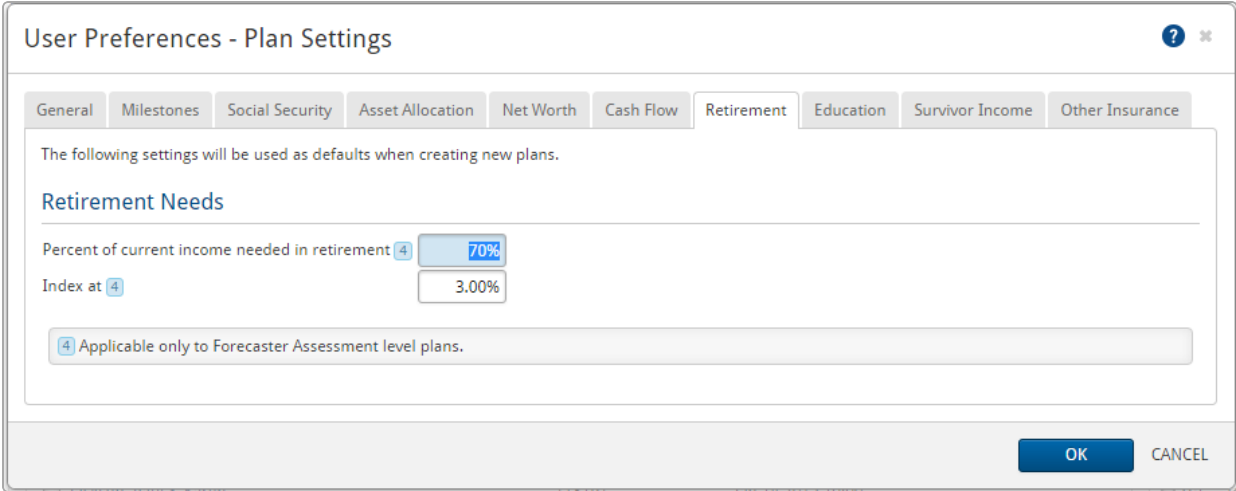 User Preferences - Plan Settings
?
General Milestones Social Security Asset Allocation Net Worth Cash Flow Retirement Education Survivor Income Other Insurance
The following settings will be used as defaults when creating new plans.
Retirement Needs
Percent of current income needed in retirement 4 70%
Index at 4 3.00%
4 Applicable only to Forecaster Assessment level plans.
OK CANCEL